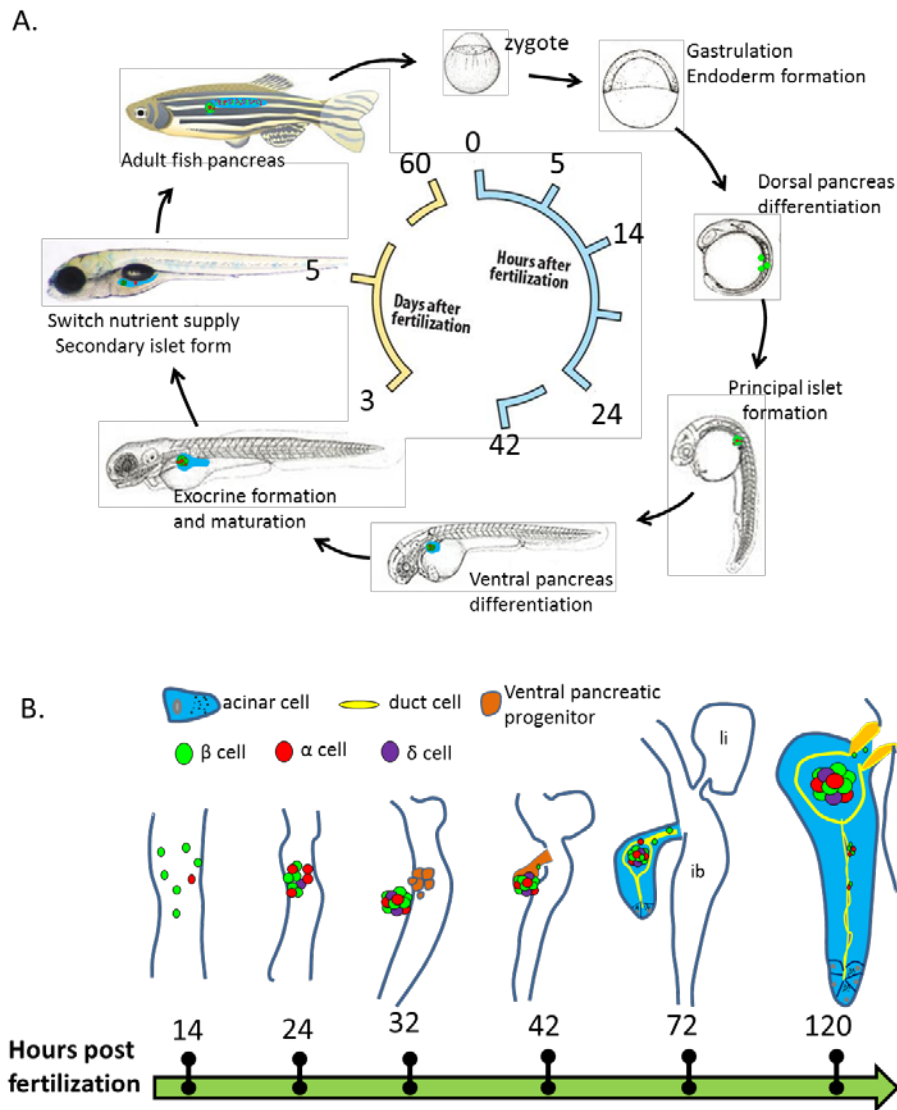 A.
zygote
Gastrulation
Endoderm formation
Dorsal pancreas
differentiation
Principal islet
formation
Ventral pancreas
differentiation
Exocrine formation
and maturation
Switch nutrient supply
Secondary islet form
Adult fish pancreas
0
5
14
24
42
Hours after
fertilization
3
5
60
Days after
fertilization
B.
acinar cell
duct cell
Ventral pancreatic
progenitor
β cell
α cell
δ cell
li
ib
14
24
32
42
72
120
Hours post
fertilization